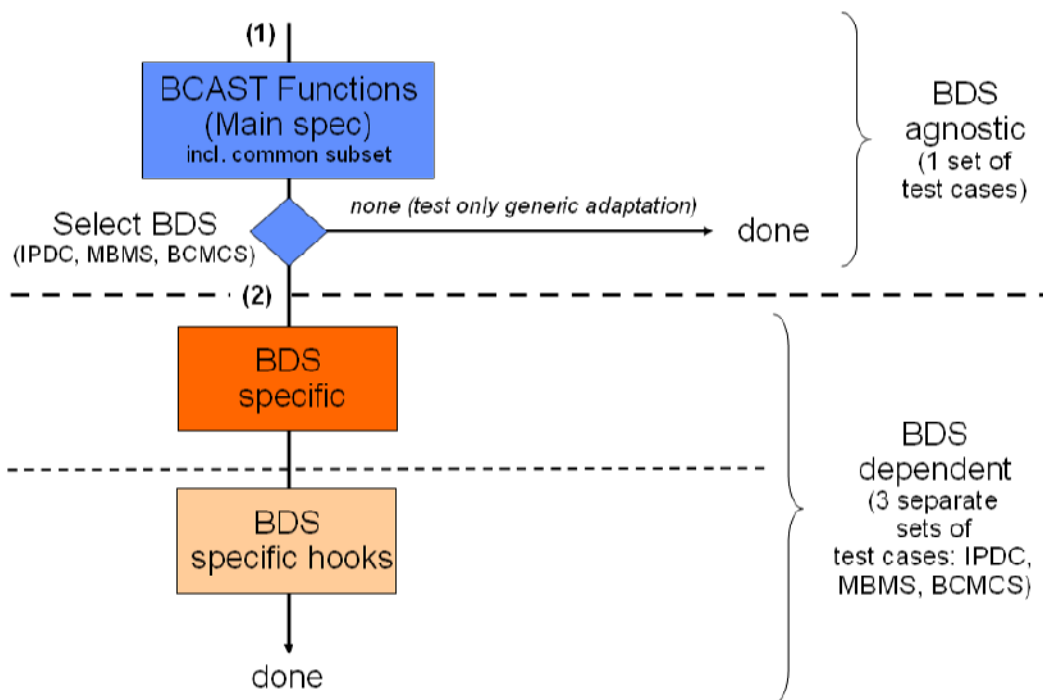 (1)
BCAST Functions
(Main spec)
incl. common subset
BDS
agnostic
(1 set of
test cases)
Select BDS
(IPDC, MBMS, BCMCS)
none (test only generic adaptation)
done
(2)
BDS
specific
BDS
specific hooks
done
BDS
dependent
(3 separate
sets of
test cases: IPDC,
MBMS, BCMCS)